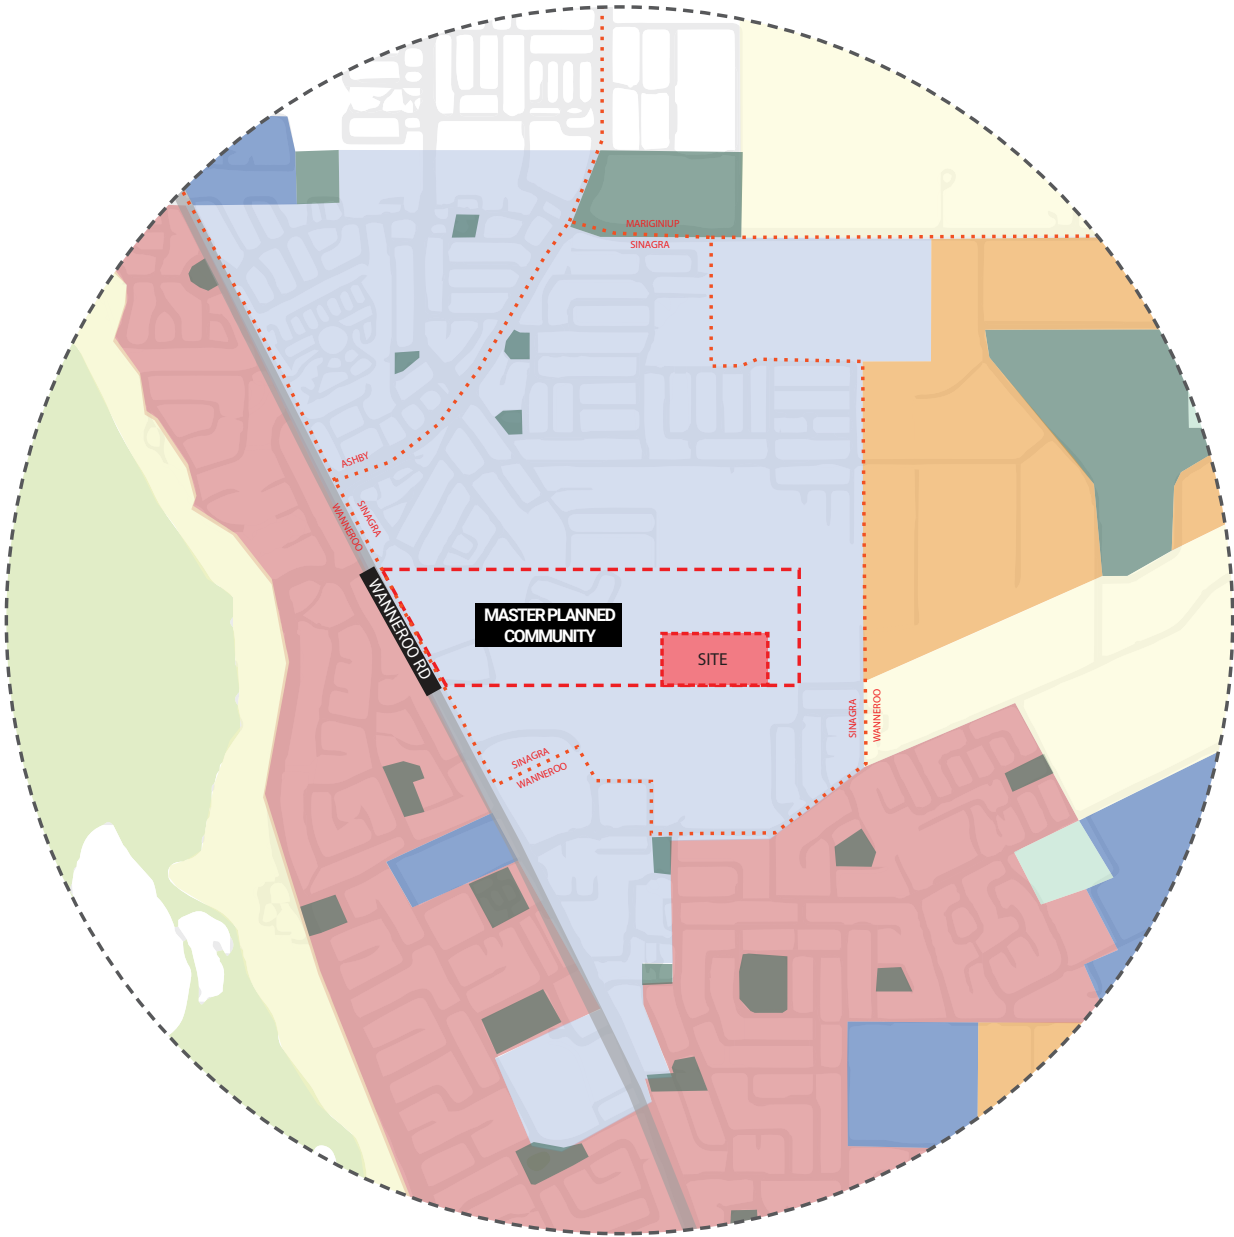 MARIGINIUP
SINAGRA
ASHBY
SINAGRA
WANNEROO
WANNEROO RD
MASTER PLANNED
COMMUNITY
SITE
SINAGRA
WANNEROO
SINAGRA
WANNEROO